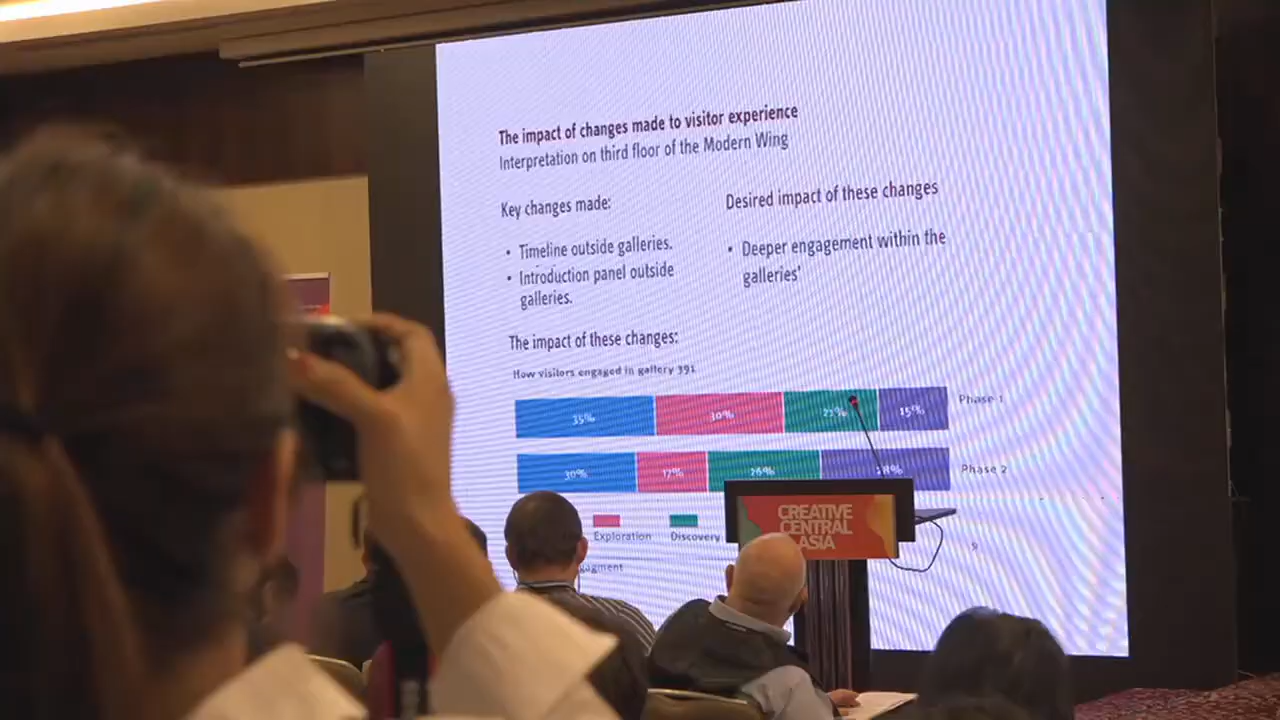 The impact of changes made to visitor experience
Interpretation on third floor of the Modern Wing
Key changes made:
• Timeline outside galleries.
• Introduction panel outside
galleries.
Desired impact of these changes
• Deeper engagement within the
galleries'
The impact of these changes:
How visitors engaged in gallery 391
35% 30% 21% 15% Phase 1
30% 17% 26% 28% Phase 2
Exploration Discovery
CREATIVE
CENTRAL
ASIA
9